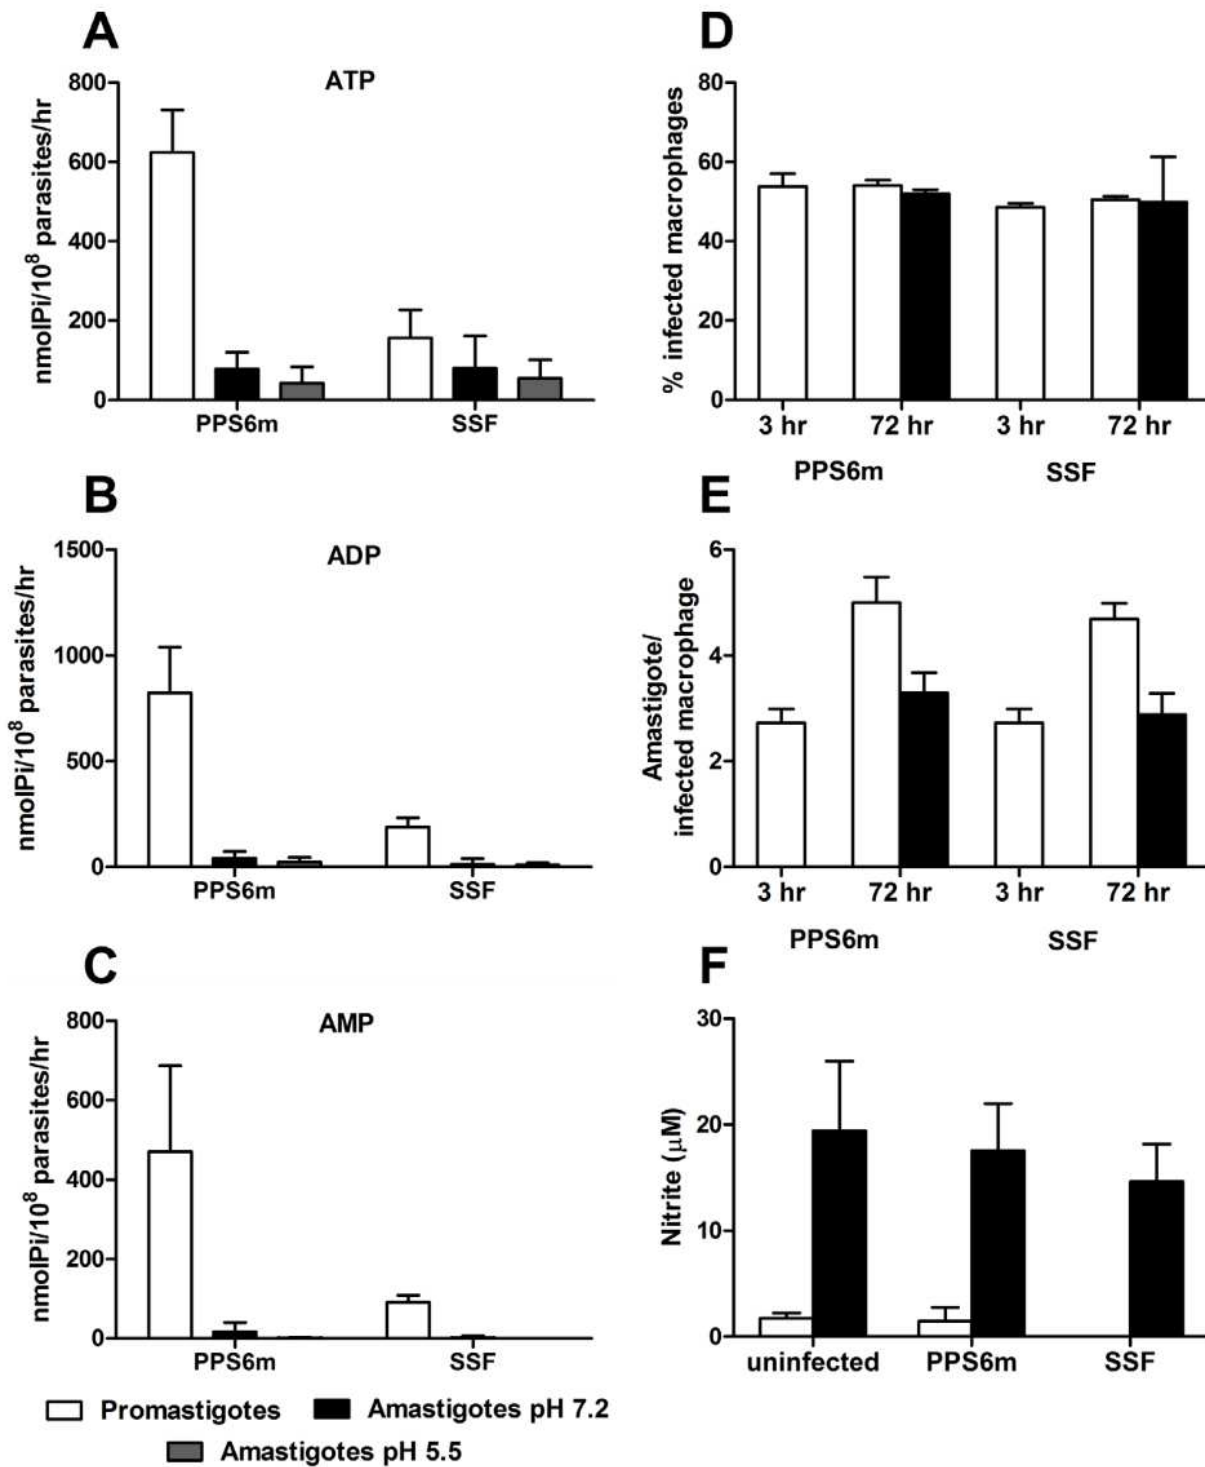 A
ATP
nmolPi/10⁸ parasites/hr
800
600
400
200
0
PPS6m
SSF
B
ADP
nmolPi/10⁸ parasites/hr
1500
1000
500
0
PPS6m
SSF
C
AMP
nmolPi/10⁸ parasites/hr
800
600
400
200
0
PPS6m
SSF
Promastigotes
Amastigotes pH 7.2
Amastigotes pH 5.5
D
% infected macrophages
80
60
40
20
0
3 hr
72 hr
3 hr
72 hr
PPS6m
SSF
E
Amastigote/
infected macrophage
6
4
2
0
3 hr
72 hr
3 hr
72 hr
PPS6m
SSF
F
Nitrite (μM)
30
20
10
0
uninfected
PPS6m
SSF